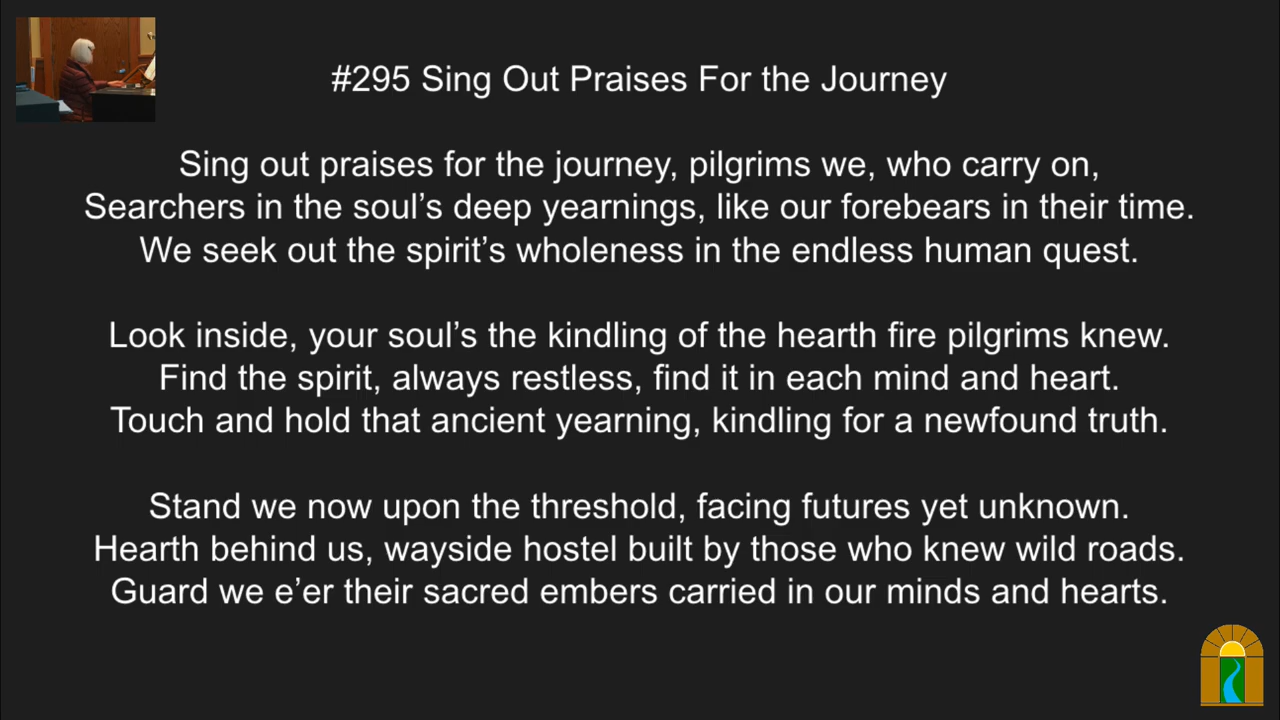 #295 Sing Out Praises For the Journey
Sing out praises for the journey, pilgrims we, who carry on,
Searchers in the soul’s deep yearnings, like our forebears in their time.
We seek out the spirit’s wholeness in the endless human quest.
Look inside, your soul’s the kindling of the hearth fire pilgrims knew.
Find the spirit, always restless, find it in each mind and heart.
Touch and hold that ancient yearning, kindling for a newfound truth.
Stand we now upon the threshold, facing futures yet unknown.
Hearth behind us, wayside hostel built by those who knew wild roads.
Guard we e’er their sacred embers carried in our minds and hearts.